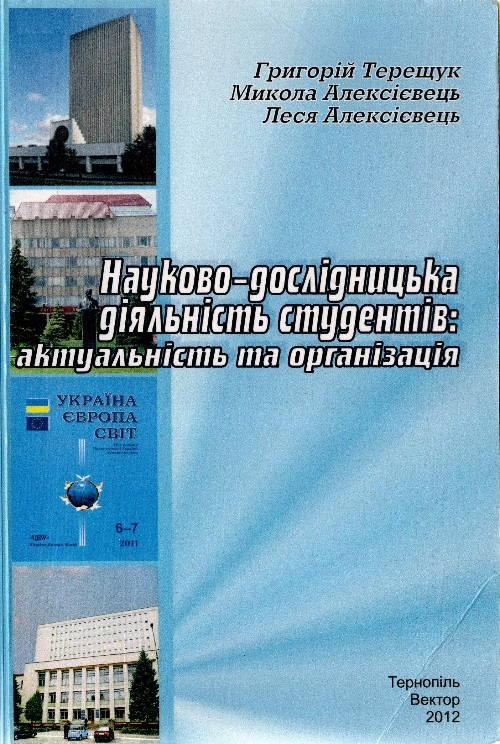 Григорій Терещук
Микола Алексієвець
Леся Алексієвець
Науково-дослідницька
діяльність студентів:
актуальність та організація
УКРАЇНА
ЄВРОПА
СВІТ
6–7
2011
Тернопіль
Вектор
2012